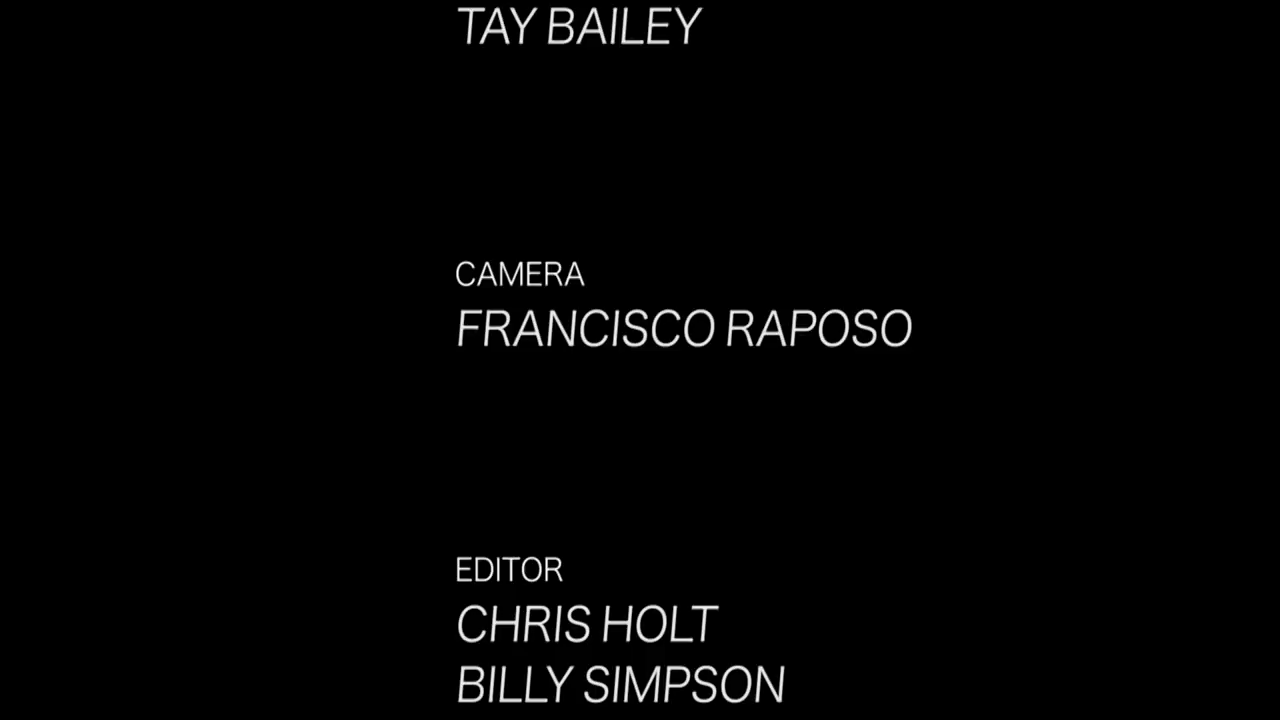 TAY BAILEY
CAMERA
FRANCISCO RAPOSO
EDITOR
CHRIS HOLT
BILLY SIMPSON